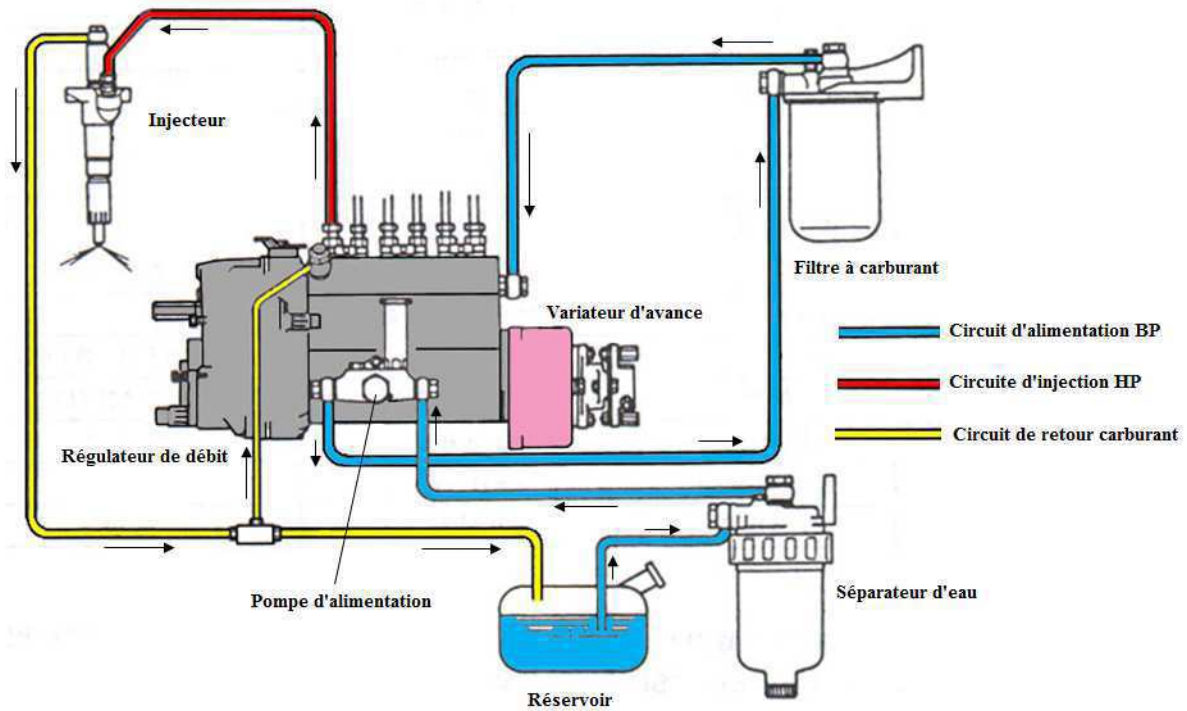 Injecteur
Filtre à carburant
Variateur d'avance
Circuit d'alimentation BP
Circuite d'injection HP
Circuit de retour carburant
Régulateur de débit
Pompe d'alimentation
Séparateur d'eau
Réservoir